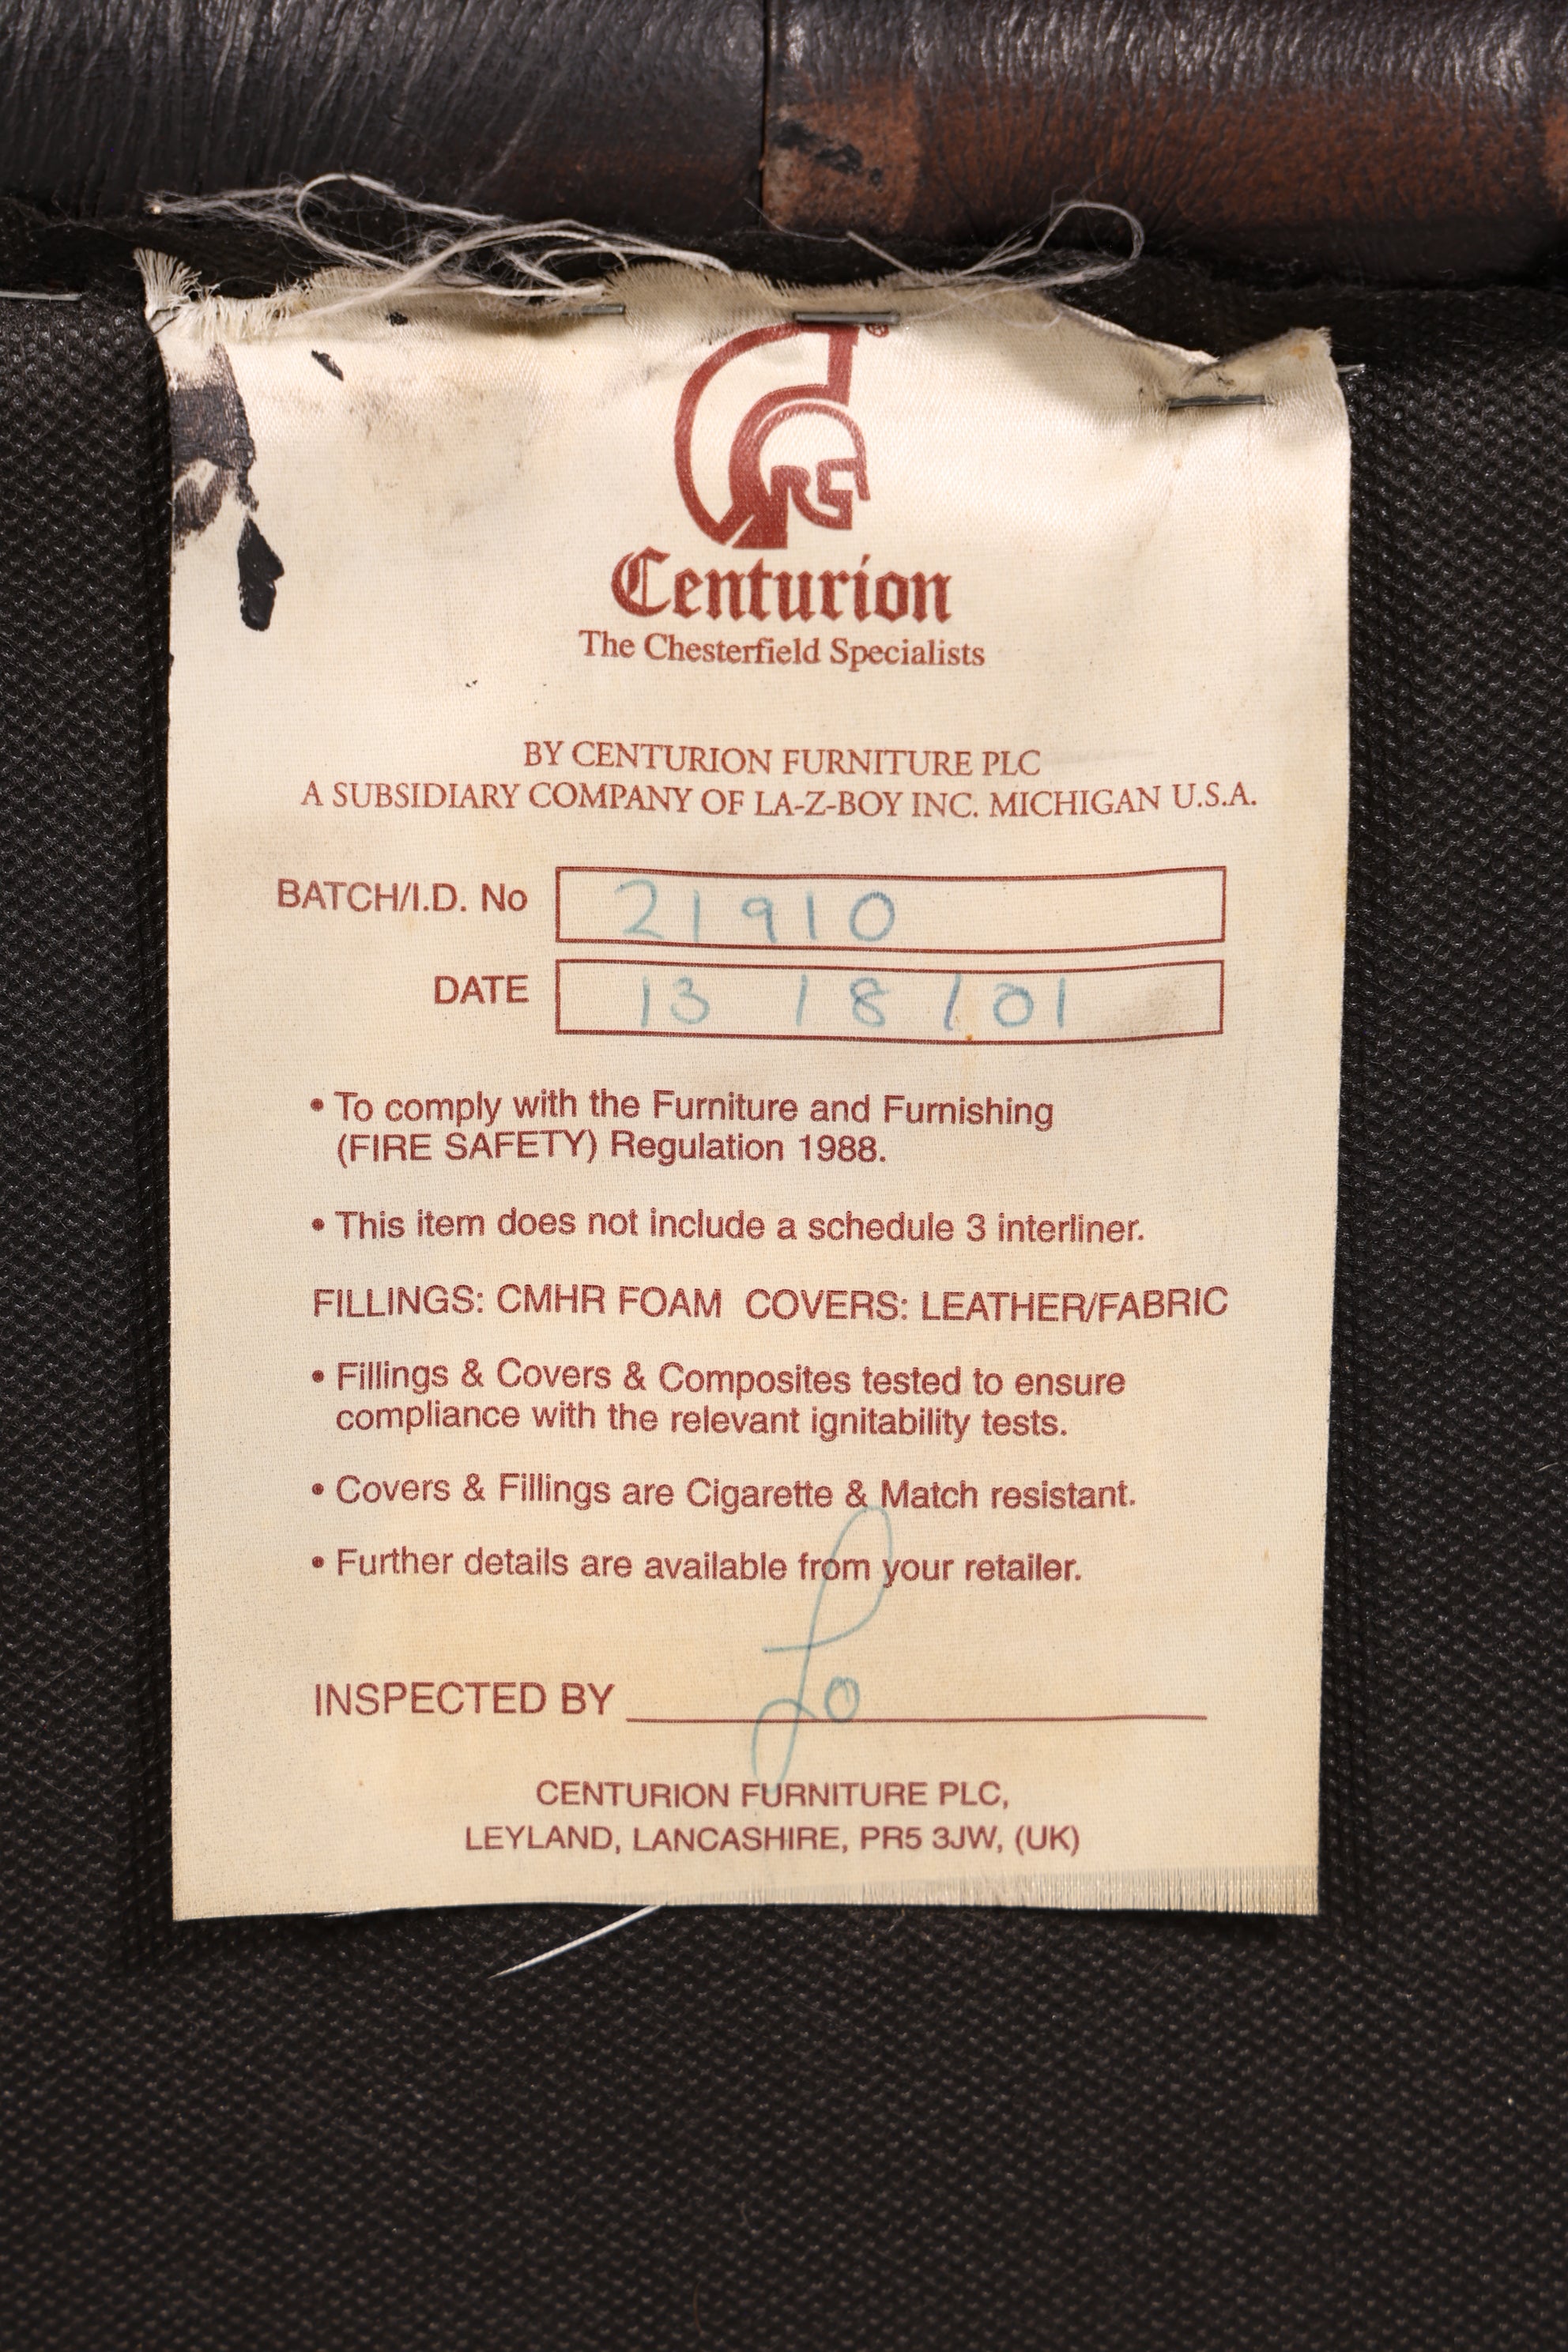 ®
Centurion
The Chesterfield Specialists
BY CENTURION FURNITURE PLC
A SUBSIDIARY COMPANY OF LA-Z-BOY INC. MICHIGAN U.S.A.
BATCH/I.D. No 21910
DATE 13/8/01
• To comply with the Furniture and Furnishing
(FIRE SAFETY) Regulation 1988.
• This item does not include a schedule 3 interliner.
FILLINGS: CMHR FOAM COVERS: LEATHER/FABRIC
• Fillings & Covers & Composites tested to ensure
compliance with the relevant ignitability tests.
• Covers & Fillings are Cigarette & Match resistant.
• Further details are available from your retailer.
INSPECTED BY
CENTURION FURNITURE PLC,
LEYLAND, LANCASHIRE, PR5 3JW, (UK)